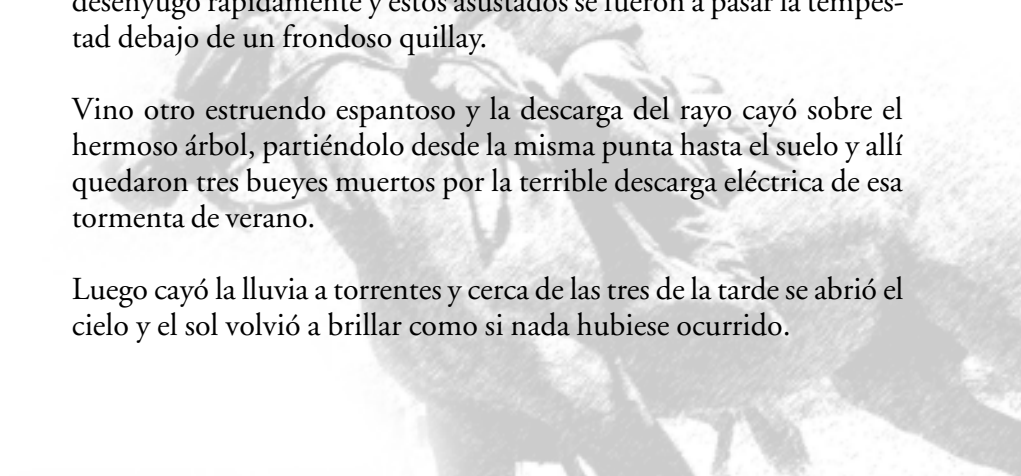 desenyugó rápidamente y estos asustados se fueron a pasar la tempes-
tad debajo de un frondoso quillay.
Vino otro estruendo espantoso y la descarga del rayo cayó sobre el
hermoso árbol, partiéndolo desde la misma punta hasta el suelo y allí
quedaron tres bueyes muertos por la terrible descarga eléctrica de esa
tormenta de verano.
Luego cayó la lluvia a torrentes y cerca de las tres de la tarde se abrió el
cielo y el sol volvió a brillar como si nada hubiese ocurrido.